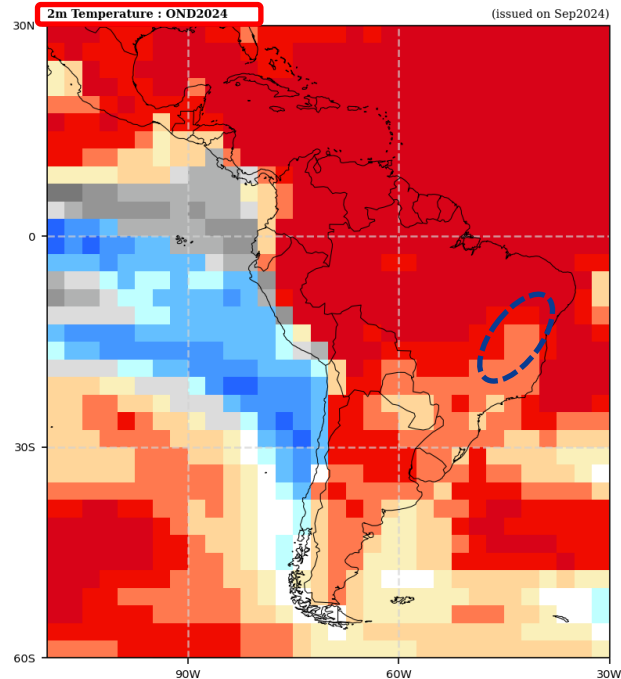 2m Temperature : OND2024
(issued on Sep2024)
30N
0
30S
60S
90W
60W
30W